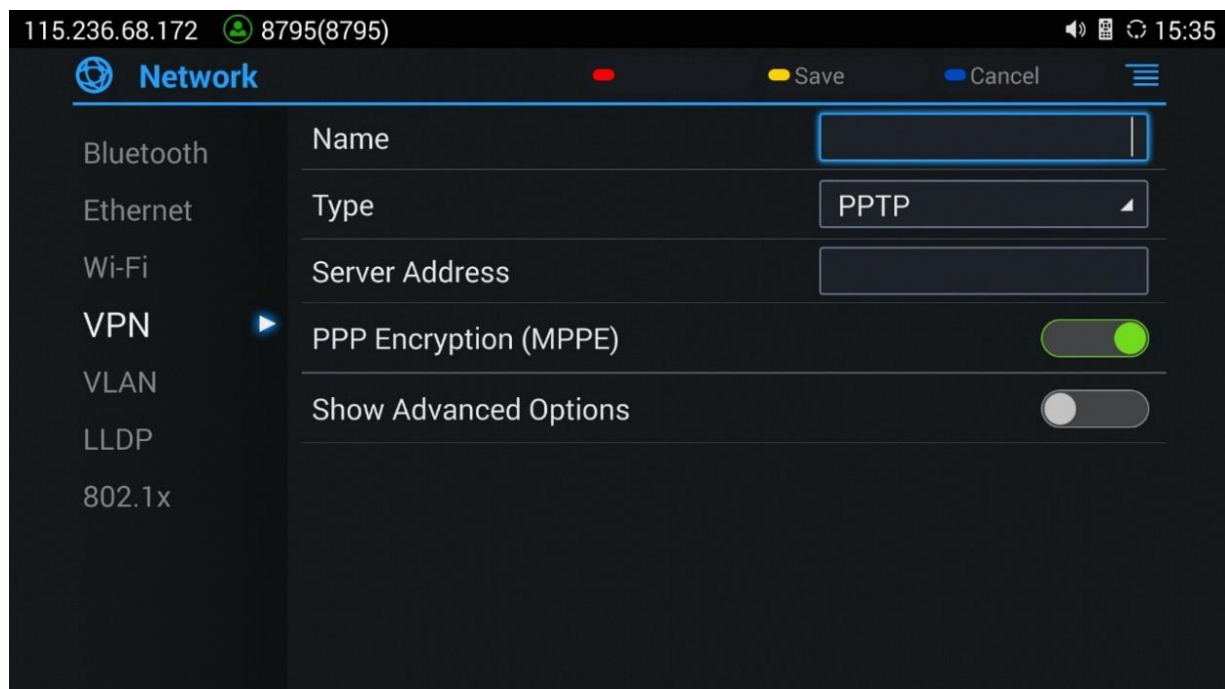 115.236.68.172 8795(8795) 15:35
Network Save Cancel
Bluetooth
Ethernet
Wi-Fi
VPN
VLAN
LLDP
802.1x
Name
Type PPTP
Server Address
PPP Encryption (MPPE)
Show Advanced Options